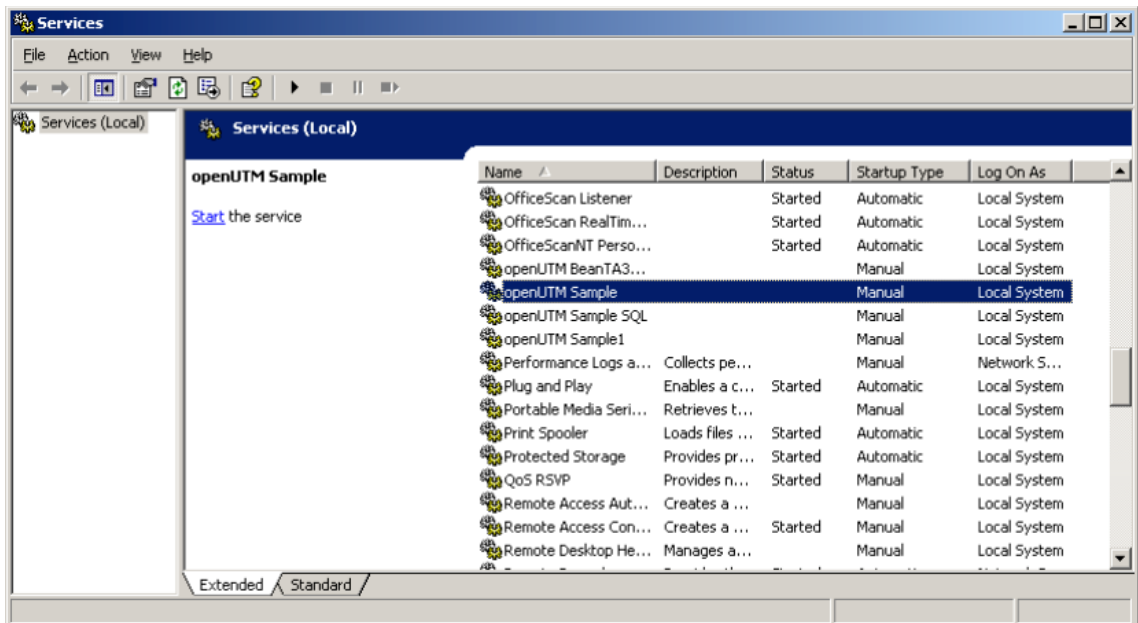 Services
File Action View Help
Services (Local)
Services (Local)
openUTM Sample
Start the service
Name Description Status Startup Type Log On As
OfficeScan Listener Started Automatic Local System
OfficeScan RealTim... Started Automatic Local System
OfficeScanNT Perso... Started Automatic Local System
openUTM BeanTA3... Manual Local System
openUTM Sample Manual Local System
openUTM Sample SQL Manual Local System
openUTM Sample1 Manual Local System
Performance Logs a... Collects pe... Manual Network S...
Plug and Play Enables a c... Started Automatic Local System
Portable Media Seri... Retrieves t... Manual Local System
Print Spooler Loads files ... Started Automatic Local System
Protected Storage Provides pr... Started Automatic Local System
QoS RSVP Provides n... Started Manual Local System
Remote Access Aut... Creates a ... Manual Local System
Remote Access Con... Creates a ... Started Manual Local System
Remote Desktop He... Manages a... Manual Local System
Extended Standard